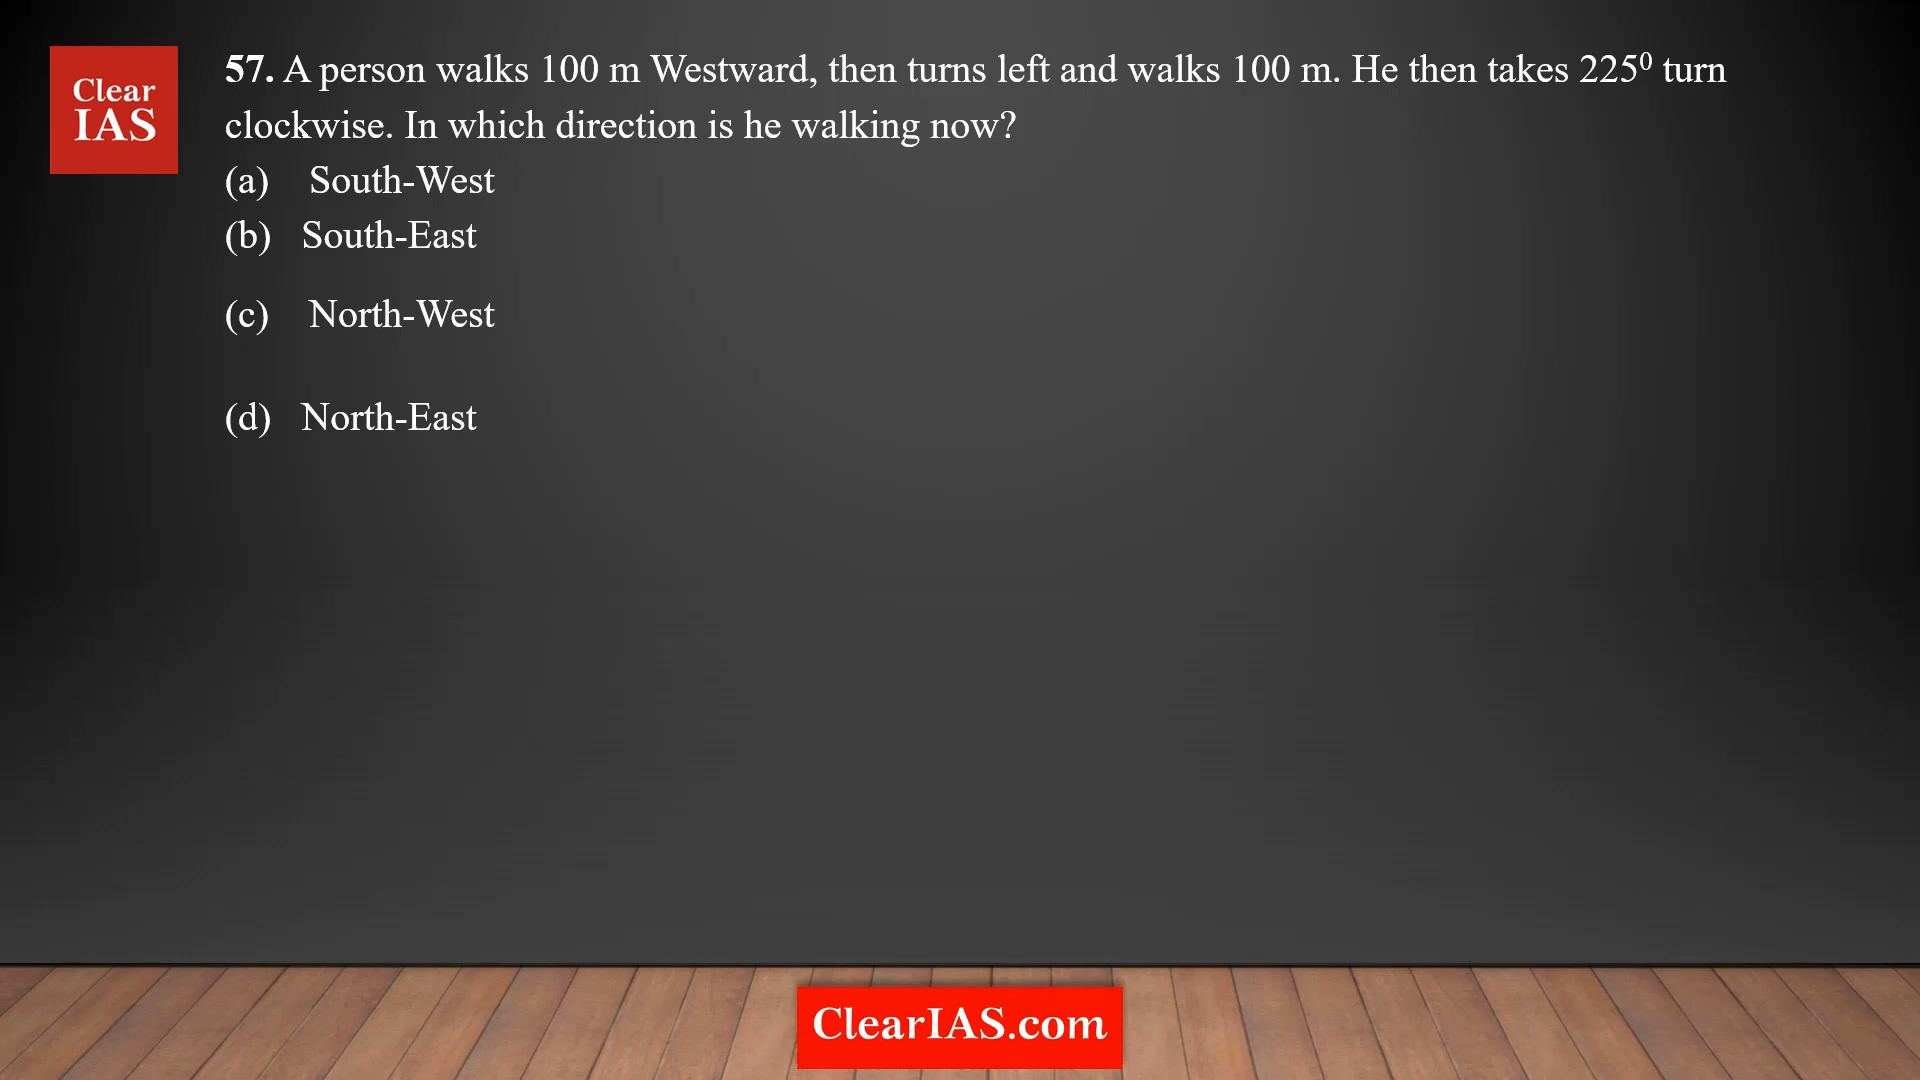 Clear
IAS
57. A person walks 100 m Westward, then turns left and walks 100 m. He then takes 225⁰ turn
clockwise. In which direction is he walking now?
(a) South-West
(b) South-East
(c) North-West
(d) North-East
ClearIAS.com